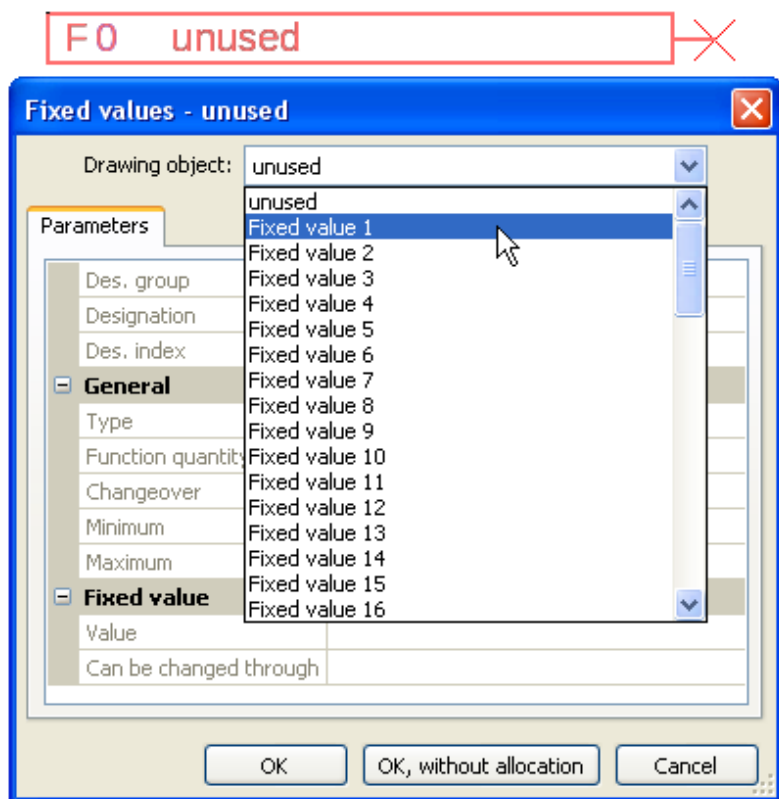 F0 unused
Fixed values - unused
Drawing object: unused
unused
Parameters
Fixed value 1
Fixed value 2
Des. group
Fixed value 3
Fixed value 4
Designation
Fixed value 5
Des. index
Fixed value 6
General
Fixed value 7
Type
Fixed value 8
Fixed value 9
Function quantity
Fixed value 10
Changeover
Fixed value 11
Fixed value 12
Minimum
Fixed value 13
Maximum
Fixed value 14
Fixed value
Fixed value 15
Fixed value 16
Value
Can be changed through
OK
OK, without allocation
Cancel